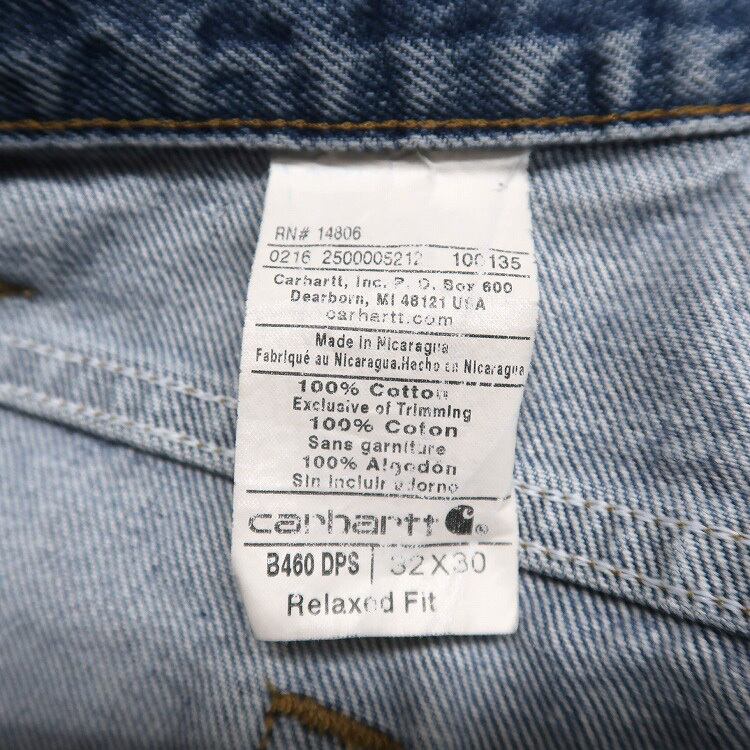 RN# 14806
0216 2500005212
Carhartt, Inc. P. O. Box 600
Dearborn, MI 48121 USA
carhartt.com
Made in Nicaragua
Fabriqué au Nicaragua.Hecho en Nicaragua
100% Cotton
Exclusive of Trimming
100% Coton
Sans garniture
100% Algodón
Sin incluir adorno
carhartt ®
B460 DPS | 32X30
Relaxed Fit